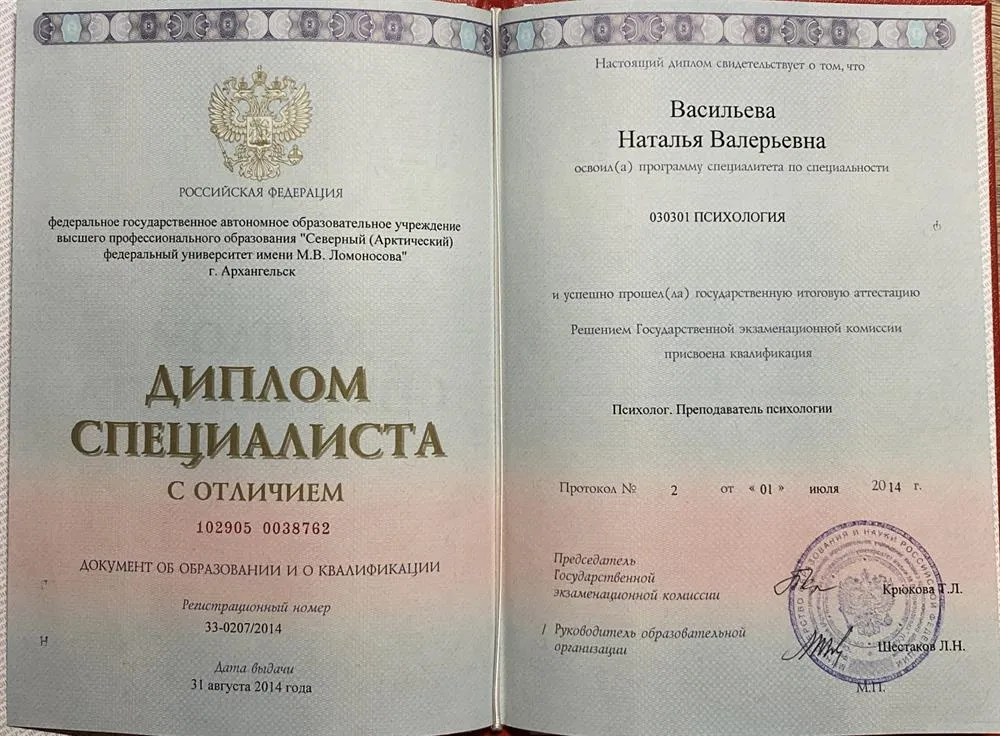 РОССИЙСКАЯ ФЕДЕРАЦИЯ
федеральное государственное автономное образовательное учреждение
высшего профессионального образования "Северный (Арктический)
федеральный университет имени М.В. Ломоносова"
г. Архангельск
ДИПЛОМ
СПЕЦИАЛИСТА
С ОТЛИЧИЕМ
102905 0038762
ДОКУМЕНТ ОБ ОБРАЗОВАНИИ И О КВАЛИФИКАЦИИ
Регистрационный номер
33-0207/2014
Дата выдачи
31 августа 2014 года
Настоящий диплом свидетельствует о том, что
Васильева
Наталья Валерьевна
освоил(а) программу специалитета по специальности
030301 ПСИХОЛОГИЯ
и успешно прошел(ла) государственную итоговую аттестацию
Решением Государственной экзаменационной комиссии
присвоена квалификация
Психолог. Преподаватель психологии
Протокол № 2 от « 01 » июля 2014 г.
Председатель
Государственной
экзаменационной комиссии
Крюкова Т.Л.
/ Руководитель образовательной
организации
Шестаков Л.Н.
М.П.